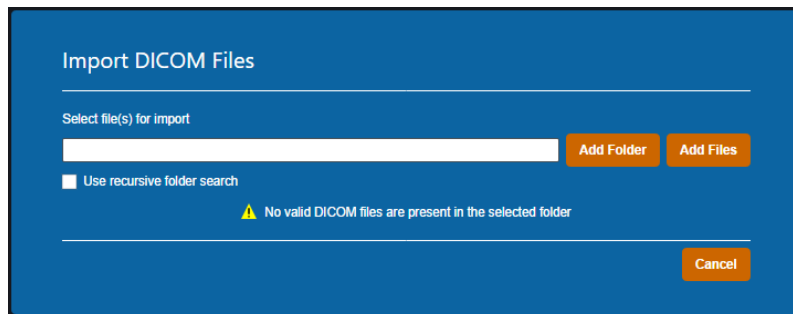 Import DICOM Files
Select file(s) for import
Add Folder
Add Files
Use recursive folder search
No valid DICOM files are present in the selected folder
Cancel